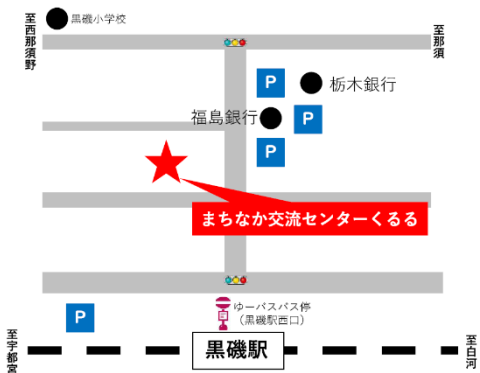 至西那須野
黒磯小学校
至那須
P
栃木銀行
福島銀行
P
P
まちなか交流センターくるる
P
ゆーバスバス停
（黒磯駅西口）
至宇都宮
黒磯駅
至白河